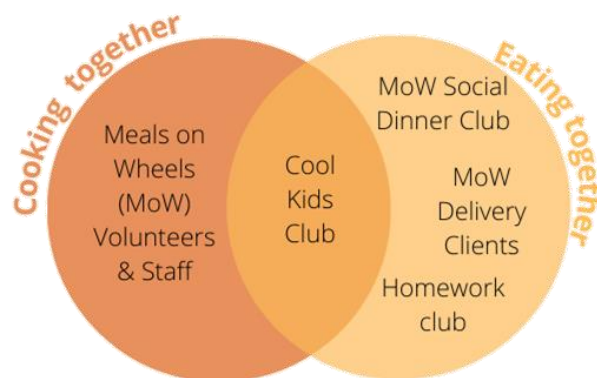 Cooking together
Meals on
Wheels
(MoW)
Volunteers
& Staff
Cool
Kids
Club
Eating together
MoW Social
Dinner Club
MoW
Delivery
Clients
Homework
club